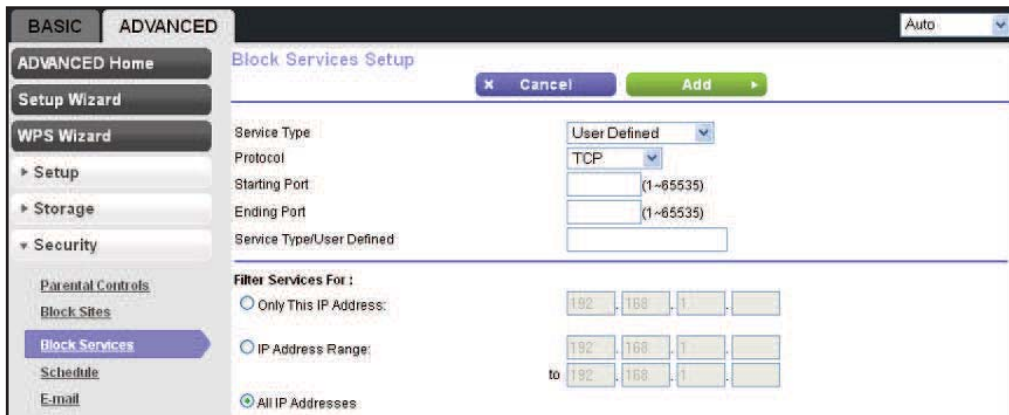 BASIC
ADVANCED
Auto
ADVANCED Home
Setup Wizard
WPS Wizard
Setup
Storage
Security
Parental Controls
Block Sites
Block Services
Schedule
E-mail
Block Services Setup
x Cancel
Add
Service Type
User Defined
Protocol
TCP
Starting Port
(1~65535)
Ending Port
(1~65535)
Service Type/User Defined
Filter Services For :
Only This IP Address:
192 . 168 . 1 .
IP Address Range:
192 . 168 . 1 .
to 192 . 168 . 1 .
All IP Addresses